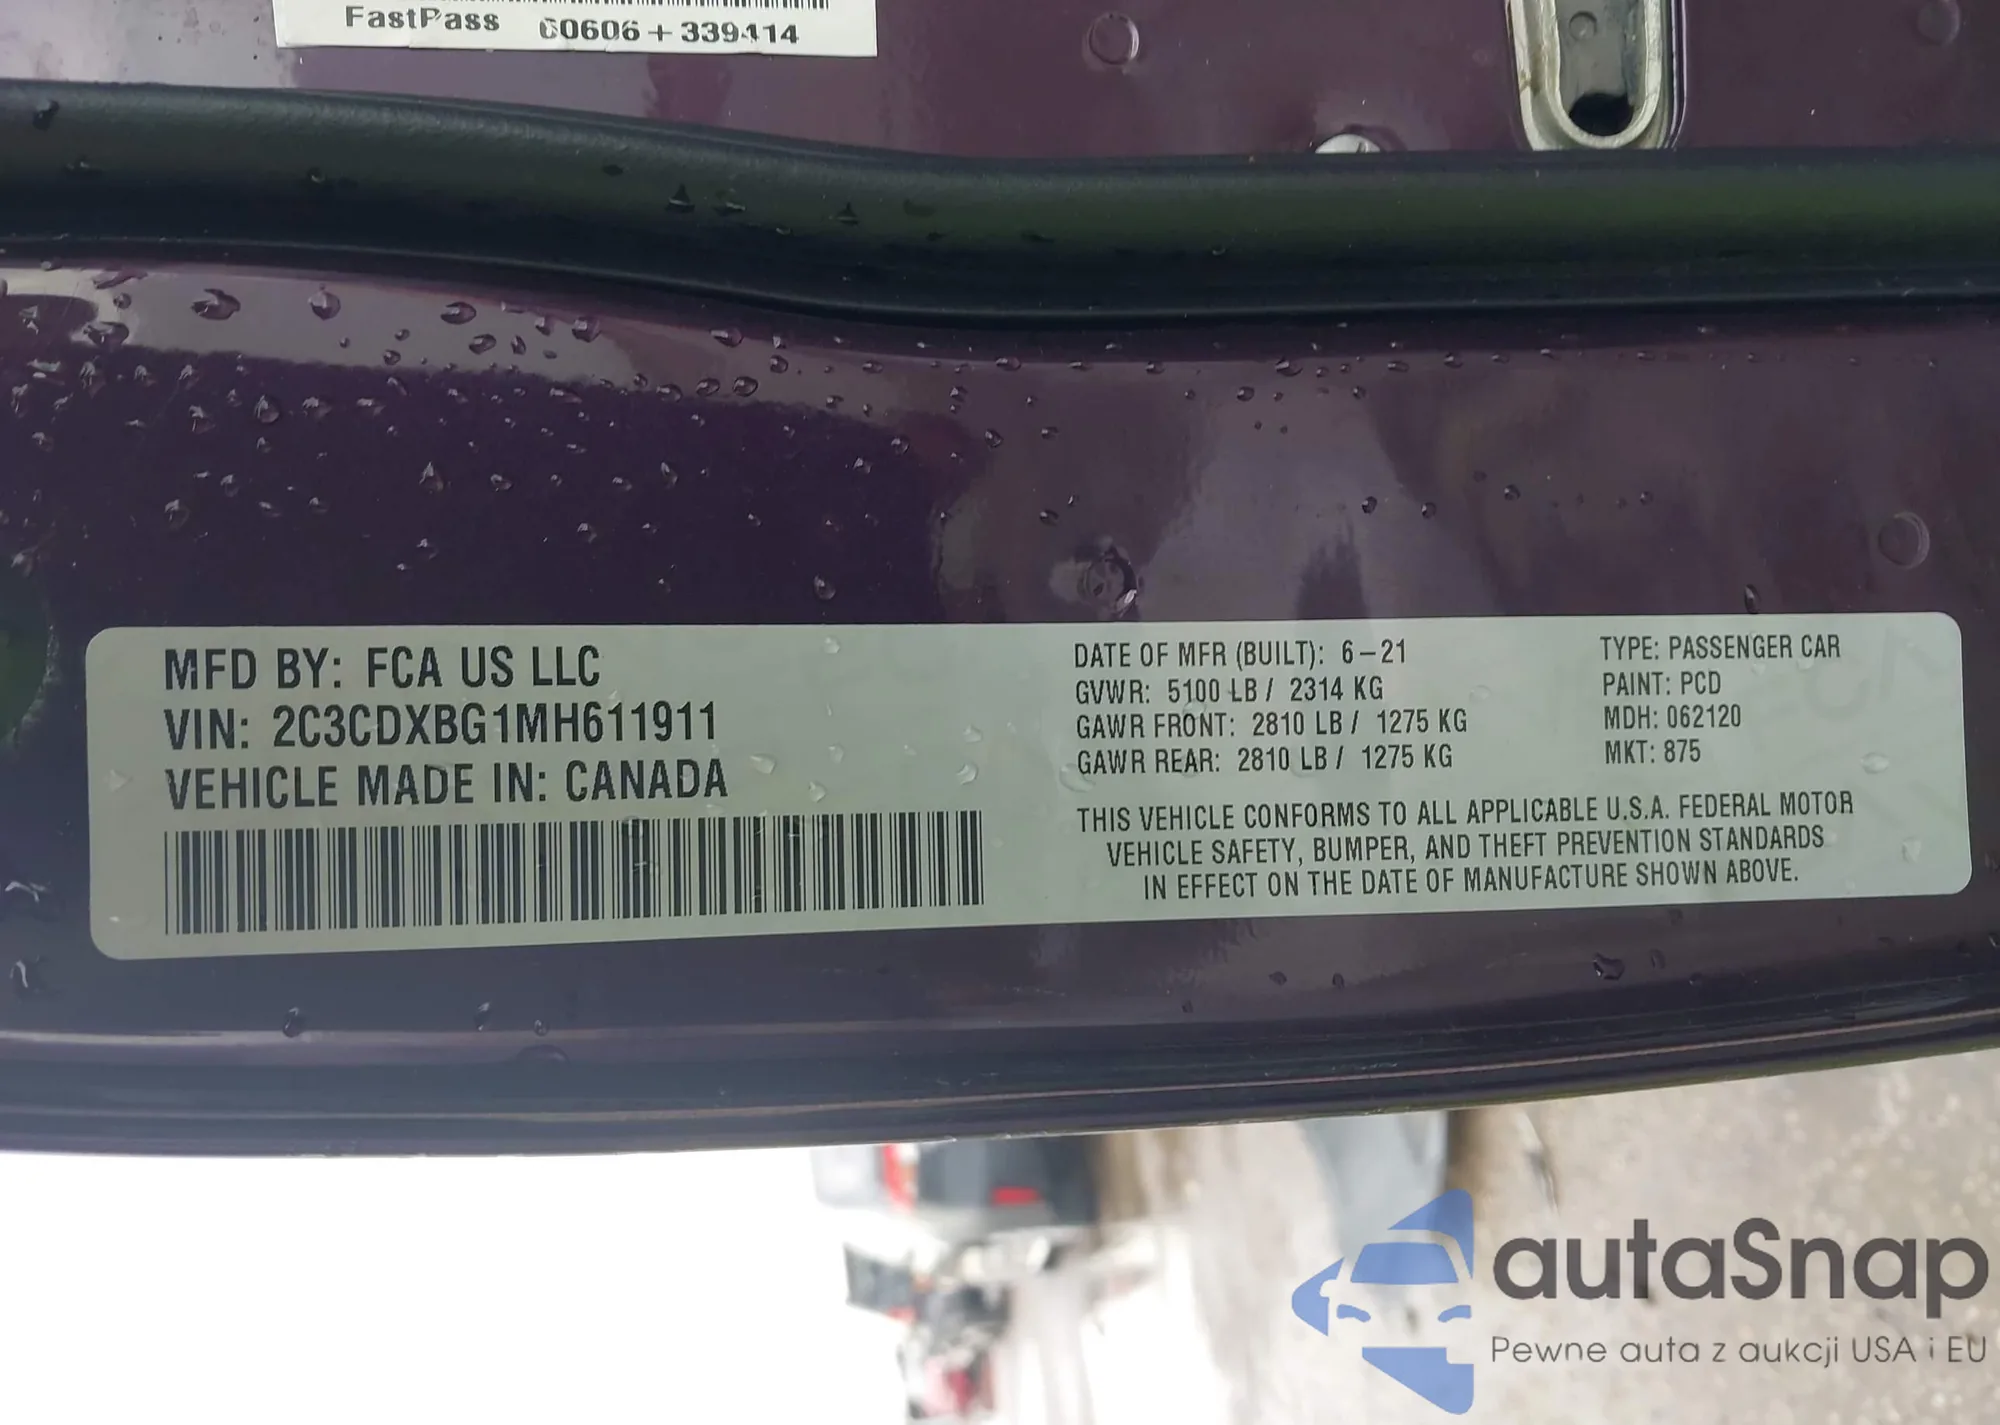 FastPass 60606+339414
MFD BY: FCA US LLC
VIN: 2C3CDXBG1MH611911
VEHICLE MADE IN: CANADA
DATE OF MFR (BUILT): 6-21
GVWR: 5100 LB / 2314 KG
GAWR FRONT: 2810 LB / 1275 KG
GAWR REAR: 2810 LB / 1275 KG
TYPE: PASSENGER CAR
PAINT: PCD
MDH: 062120
MKT: 875
THIS VEHICLE CONFORMS TO ALL APPLICABLE U.S.A. FEDERAL MOTOR
VEHICLE SAFETY, BUMPER, AND THEFT PREVENTION STANDARDS
IN EFFECT ON THE DATE OF MANUFACTURE SHOWN ABOVE.
autaSnap
Pewne auta z aukcji USA i EU